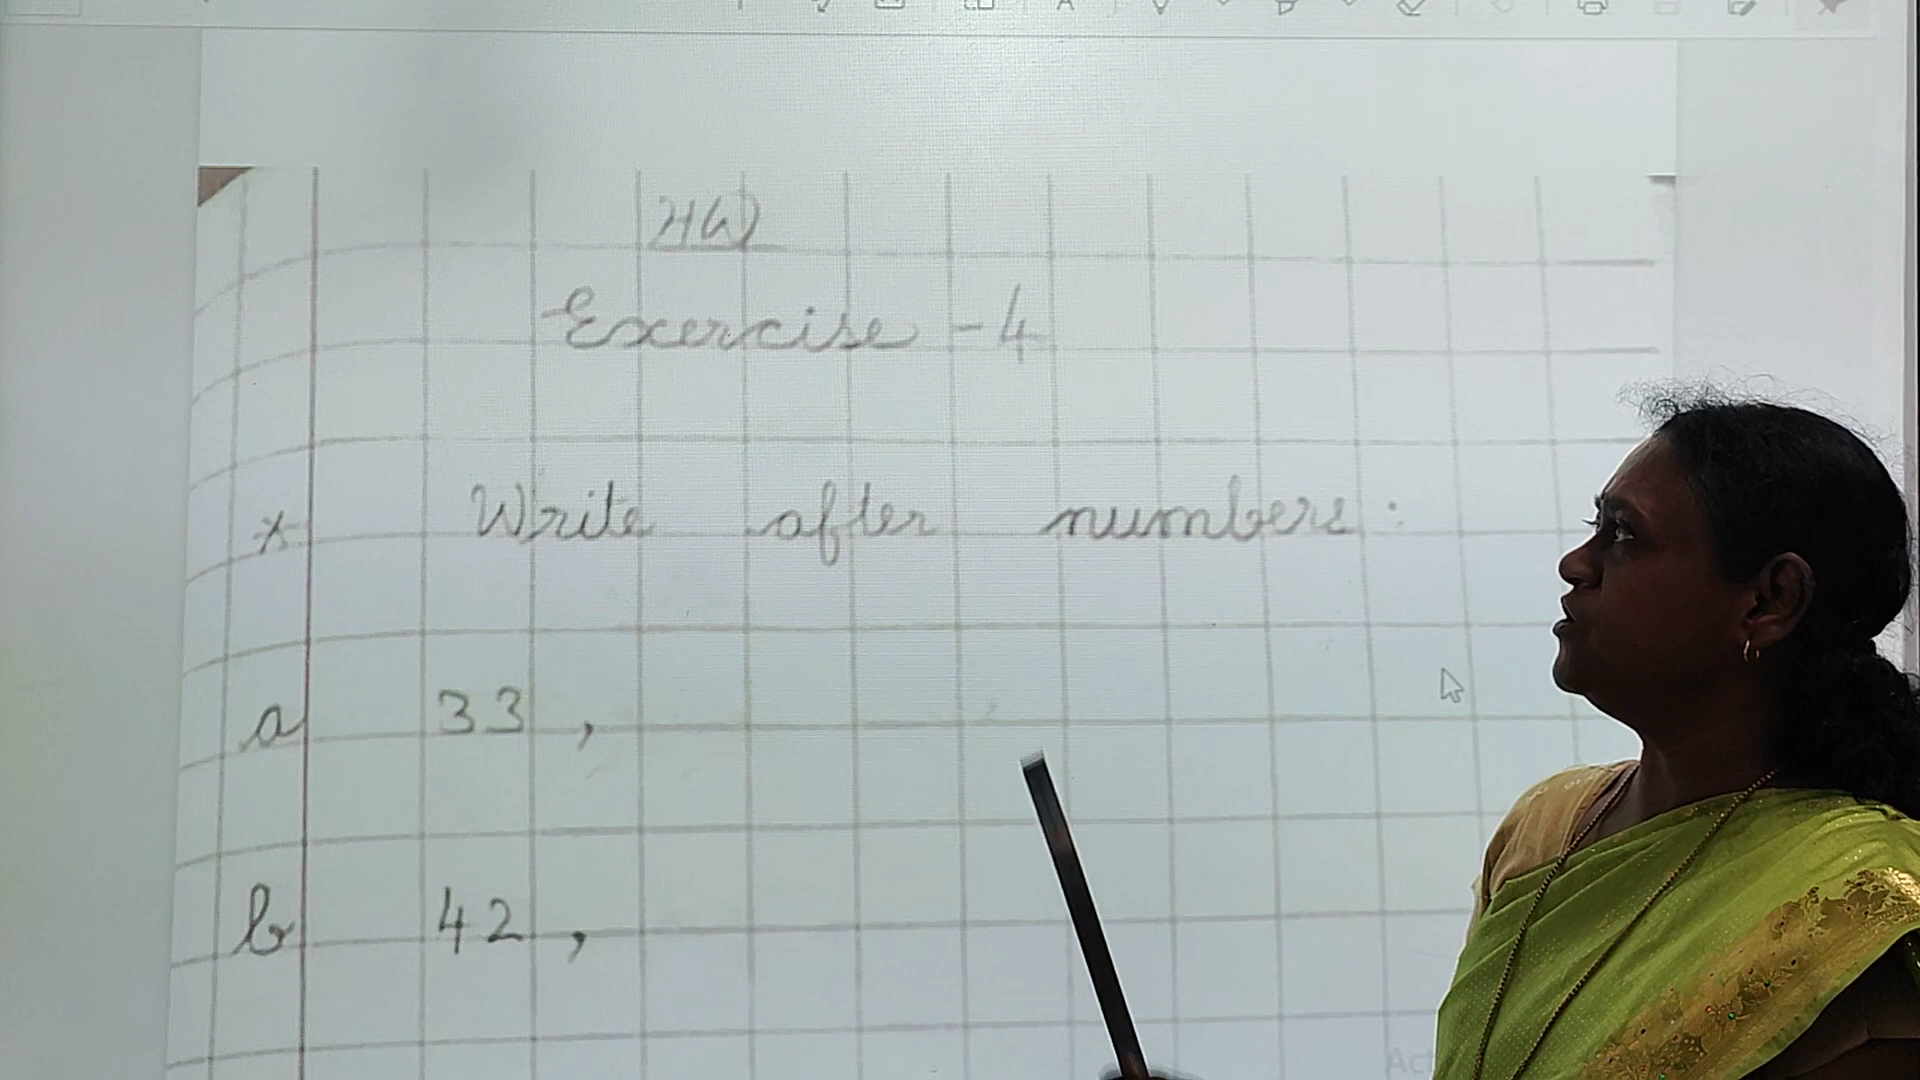 HW
Exercise - 4
* Write after numbers :
a 33 ,
b 42 ,